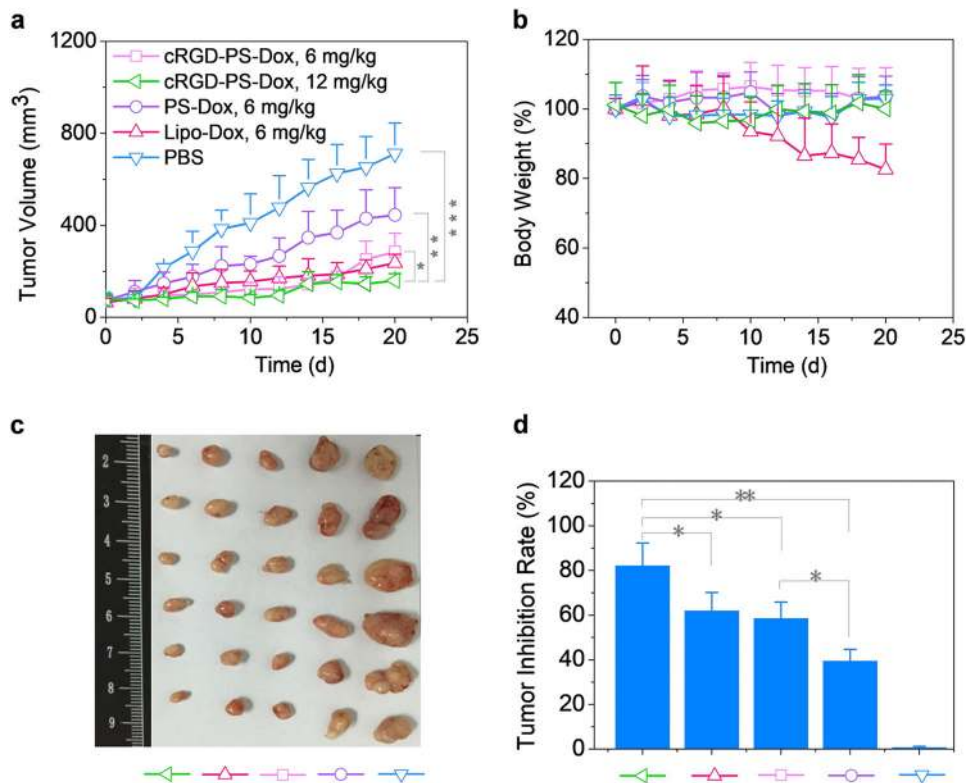 a
1200
800
400
0
Tumor Volume (mm³)
cRGD-PS-Dox, 6 mg/kg
cRGD-PS-Dox, 12 mg/kg
PS-Dox, 6 mg/kg
Lipo-Dox, 6 mg/kg
PBS
*
**
***
0 5 10 15 20 25
Time (d)
b
120
100
80
60
40
Body Weight (%)
0 5 10 15 20 25
Time (d)
c
2
3
4
5
6
7
8
9
d
120
100
80
60
40
20
0
Tumor Inhibition Rate (%)
**
*
*
*